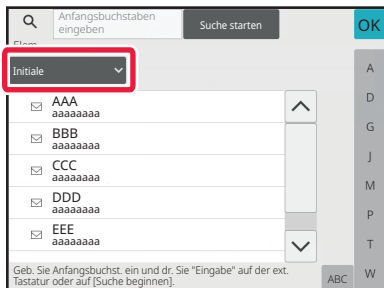 Anfangsbuchstaben
eingeben
Suche starten
OK
Elem
Initiale
AAA
aaaaaaaa
BBB
aaaaaaaa
CCC
aaaaaaaa
DDD
aaaaaaaa
EEE
aaaaaaaa
A
D
G
J
M
P
T
W
ABC
Geb. Sie Anfangsbuchst. ein und dr. Sie "Eingabe" auf der ext.
Tastatur oder auf [Suche beginnen].